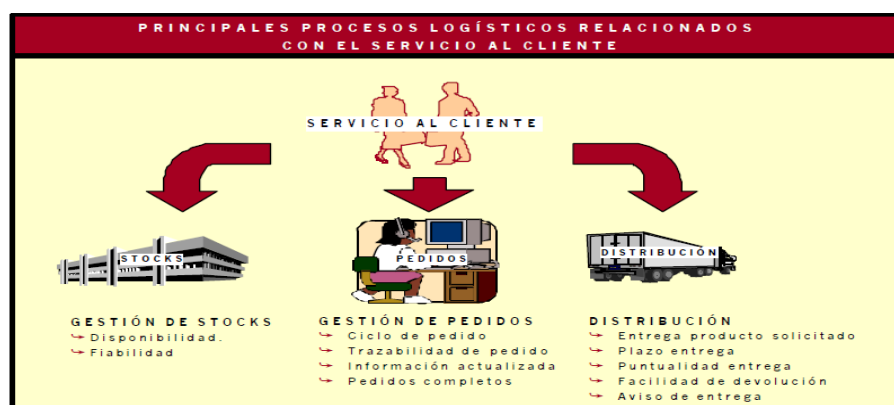 PRINCIPALES PROCESOS LOGÍSTICOS RELACIONADOS
CON EL SERVICIO AL CLIENTE
SERVICIO AL CLIENTE
STOCKS
PEDIDOS
DISTRIBUCIÓN
GESTIÓN DE STOCKS
Disponibilidad.
Fiabilidad
GESTIÓN DE PEDIDOS
Ciclo de pedido
Trazabilidad de pedido
Información actualizada
Pedidos completos
DISTRIBUCIÓN
Entrega producto solicitado
Plazo entrega
Puntualidad entrega
Facilidad de devolución
Aviso de entrega